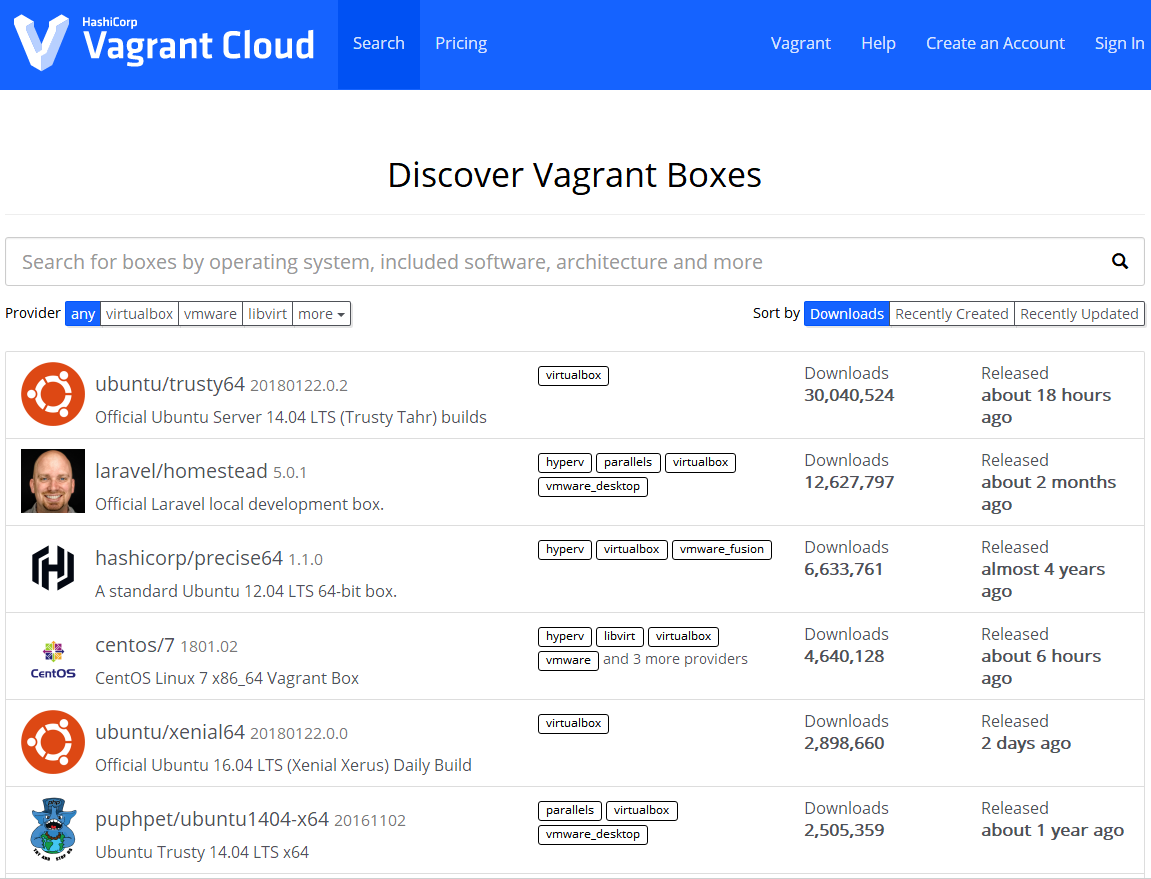 HashiCorp
Vagrant Cloud
Search Pricing Vagrant Help Create an Account Sign In
Discover Vagrant Boxes
Search for boxes by operating system, included software, architecture and more
Provider any virtualbox vmware libvirt more Sort by Downloads Recently Created Recently Updated
ubuntu/trusty64 20180122.0.2
Official Ubuntu Server 14.04 LTS (Trusty Tahr) builds
virtualbox
Downloads
30,040,524
Released
about 18 hours
ago
laravel/homestead 5.0.1
Official Laravel local development box.
hyperv parallels virtualbox
vmware_desktop
Downloads
12,627,797
Released
about 2 months
ago
hashicorp/precise64 1.1.0
A standard Ubuntu 12.04 LTS 64-bit box.
hyperv virtualbox vmware_fusion
Downloads
6,633,761
Released
almost 4 years
ago
CentOS
centos/7 1801.02
CentOS Linux 7 x86_64 Vagrant Box
hyperv libvirt virtualbox
vmware and 3 more providers
Downloads
4,640,128
Released
about 6 hours
ago
ubuntu/xenial64 20180122.0.0
Official Ubuntu 16.04 LTS (Xenial Xerus) Daily Build
virtualbox
Downloads
2,898,660
Released
2 days ago
puphpet/ubuntu1404-x64 20161102
Ubuntu Trusty 14.04 LTS x64
parallels virtualbox
vmware_desktop
Downloads
2,505,359
Released
about 1 year ago